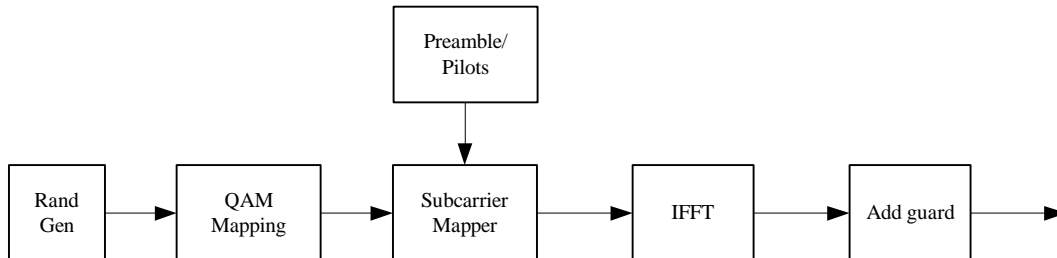 Preamble/
Pilots
Rand
Gen
QAM
Mapping
Subcarrier
Mapper
IFFT
Add guard